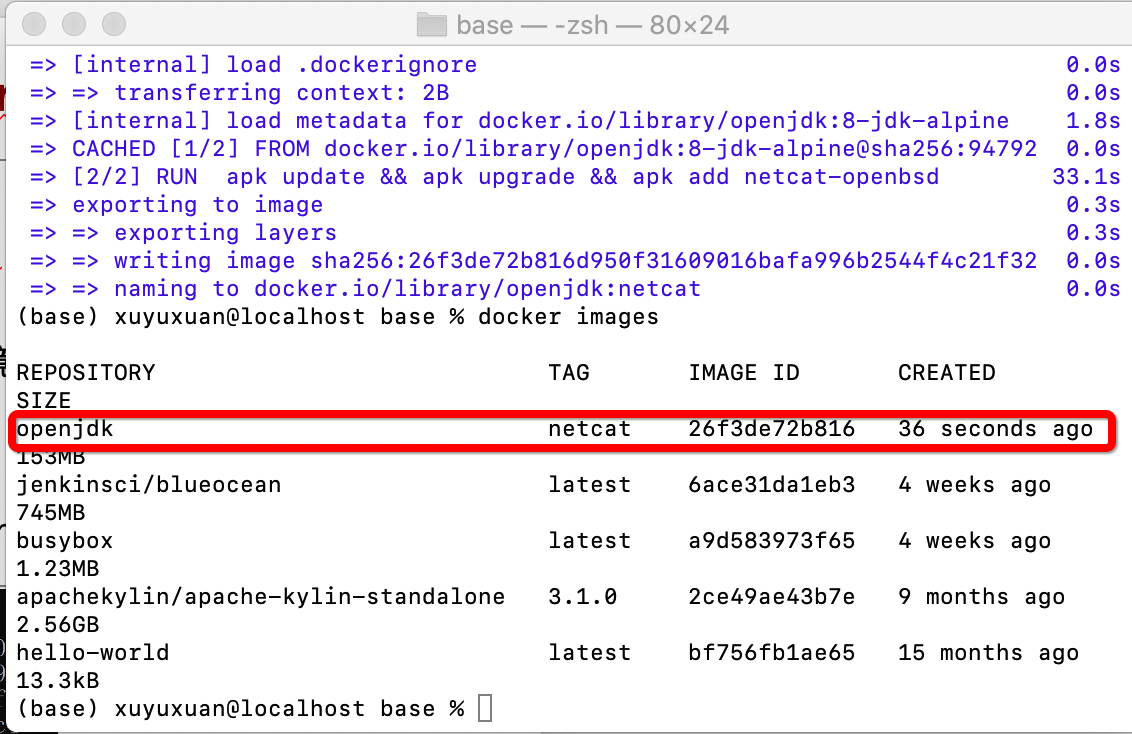 base — -zsh — 80×24
=> [internal] load .dockerignore 0.0s
=> => transferring context: 2B 0.0s
=> [internal] load metadata for docker.io/library/openjdk:8-jdk-alpine 1.8s
=> CACHED [1/2] FROM docker.io/library/openjdk:8-jdk-alpine@sha256:94792 0.0s
=> [2/2] RUN  apk update && apk upgrade && apk add netcat-openbsd 33.1s
=> exporting to image 0.3s
=> => exporting layers 0.3s
=> => writing image sha256:26f3de72b816d950f31609016bafa996b2544f4c21f32 0.0s
=> => naming to docker.io/library/openjdk:netcat 0.0s
(base) xuyuxuan@localhost base % docker images
REPOSITORY TAG IMAGE ID CREATED
SIZE
openjdk netcat 26f3de72b816 36 seconds ago
153MB
jenkinsci/blueocean latest 6ace31da1eb3 4 weeks ago
745MB
busybox latest a9d583973f65 4 weeks ago
1.23MB
apachekylin/apache-kylin-standalone 3.1.0 2ce49ae43b7e 9 months ago
2.56GB
hello-world latest bf756fb1ae65 15 months ago
13.3kB
(base) xuyuxuan@localhost base %